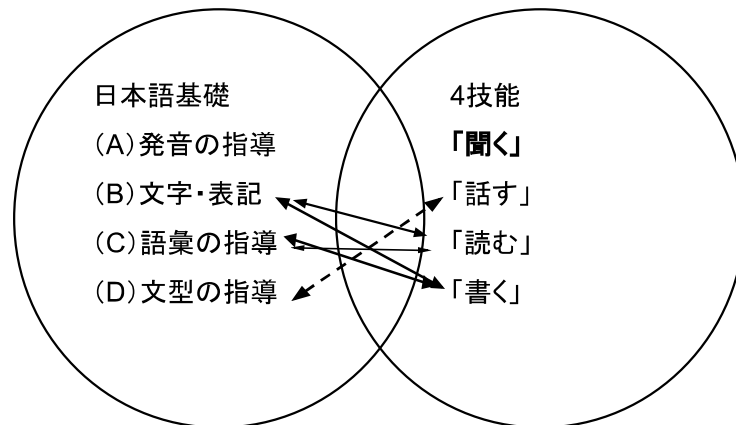 日本語基礎
(A)発音の指導
(B)文字・表記
(C)語彙の指導
(D)文型の指導
4技能
「聞く」
「話す」
「読む」
「書く」